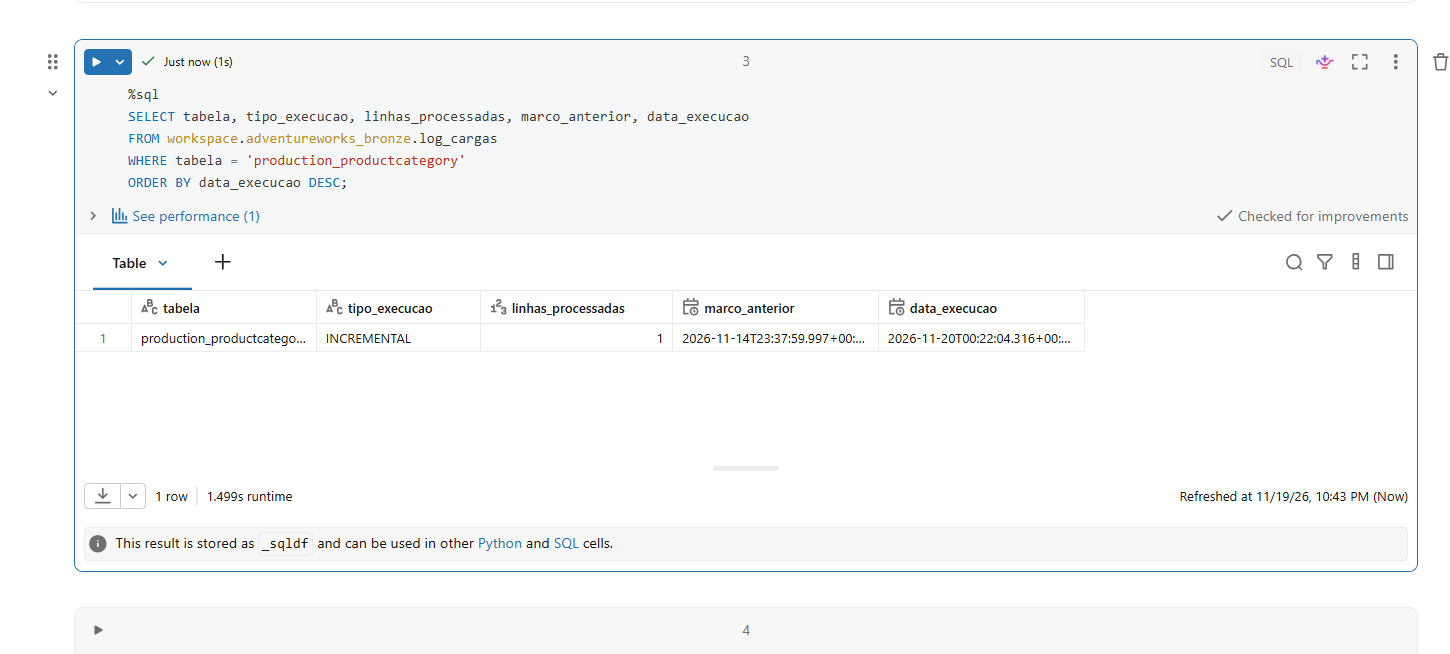 Just now (1s)
3
SQL
%sql
SELECT tabela, tipo_execucao, linhas_processadas, marco_anterior, data_execucao
FROM workspace.adventureworks_bronze.log_cargas
WHERE tabela = 'production_productcategory'
ORDER BY data_execucao DESC;
See performance (1)
Checked for improvements
Table
tabela tipo_execucao linhas_processadas marco_anterior data_execucao
1 production_productcatego... INCREMENTAL 1 2026-11-14T23:37:59.997+00:... 2026-11-20T00:22:04.316+00:...
1 row 1.499s runtime
Refreshed at 11/19/26, 10:43 PM (Now)
This result is stored as _sqldf and can be used in other Python and SQL cells.
4